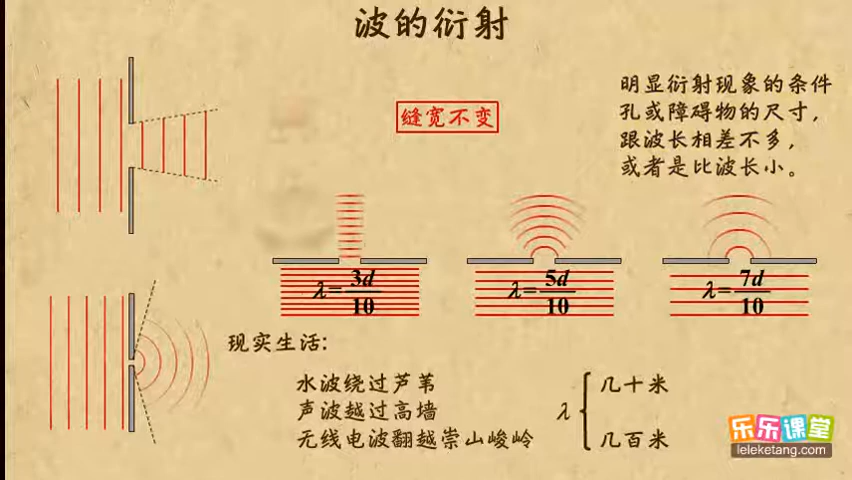 波的衍射
明显衍射现象的条件
孔或障碍物的尺寸,
跟波长相差不多,
或者是比波长小。
缝宽不变
λ=3d/10
λ=5d/10
λ=7d/10
现实生活:
水波绕过芦苇
声波越过高墙
无线电波翻越崇山峻岭
λ { 几十米
几百米
乐乐课堂
leleketang.com